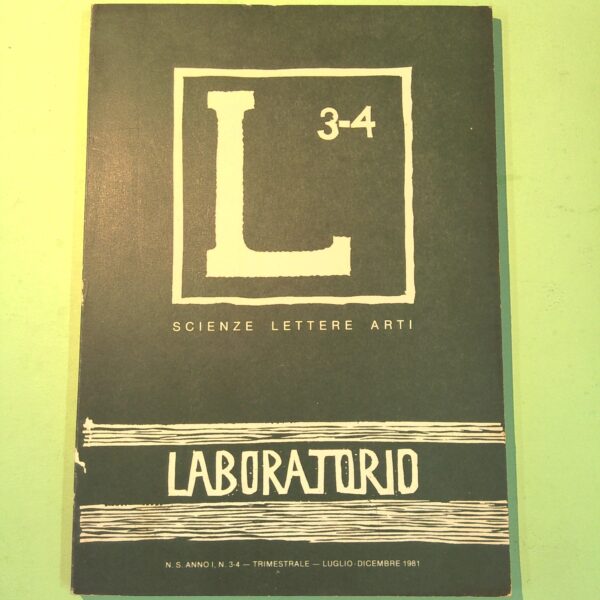 L 3-4
SCIENZE LETTERE ARTI
LABORATORIO
N. S. ANNO I, N. 3-4 — TRIMESTRALE — LUGLIO-DICEMBRE 1981